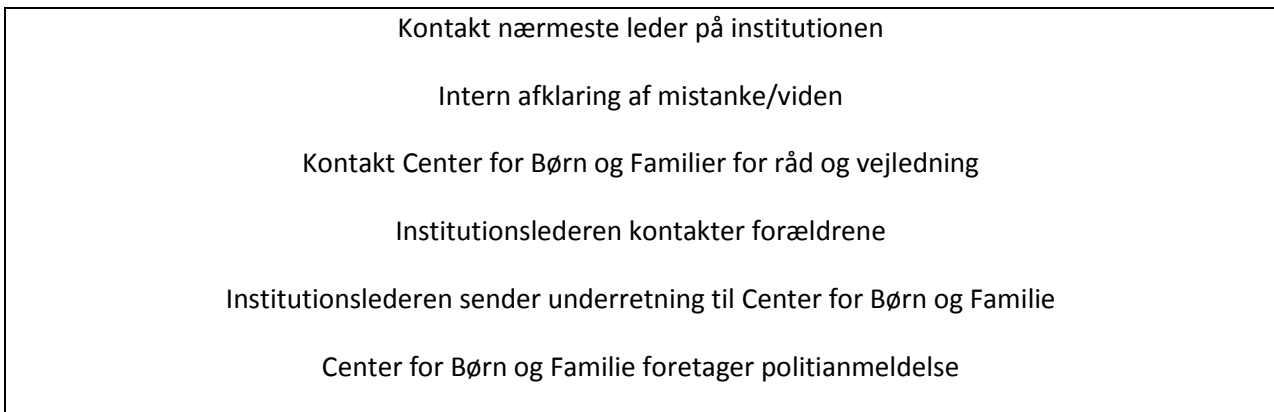 Kontakt nærmeste leder på institutionen
Intern afklaring af mistanke/viden
Kontakt Center for Børn og Familier for råd og vejledning
Institutionslederen kontakter forældrene
Institutionslederen sender underretning til Center for Børn og Familie
Center for Børn og Familie foretager politianmeldelse